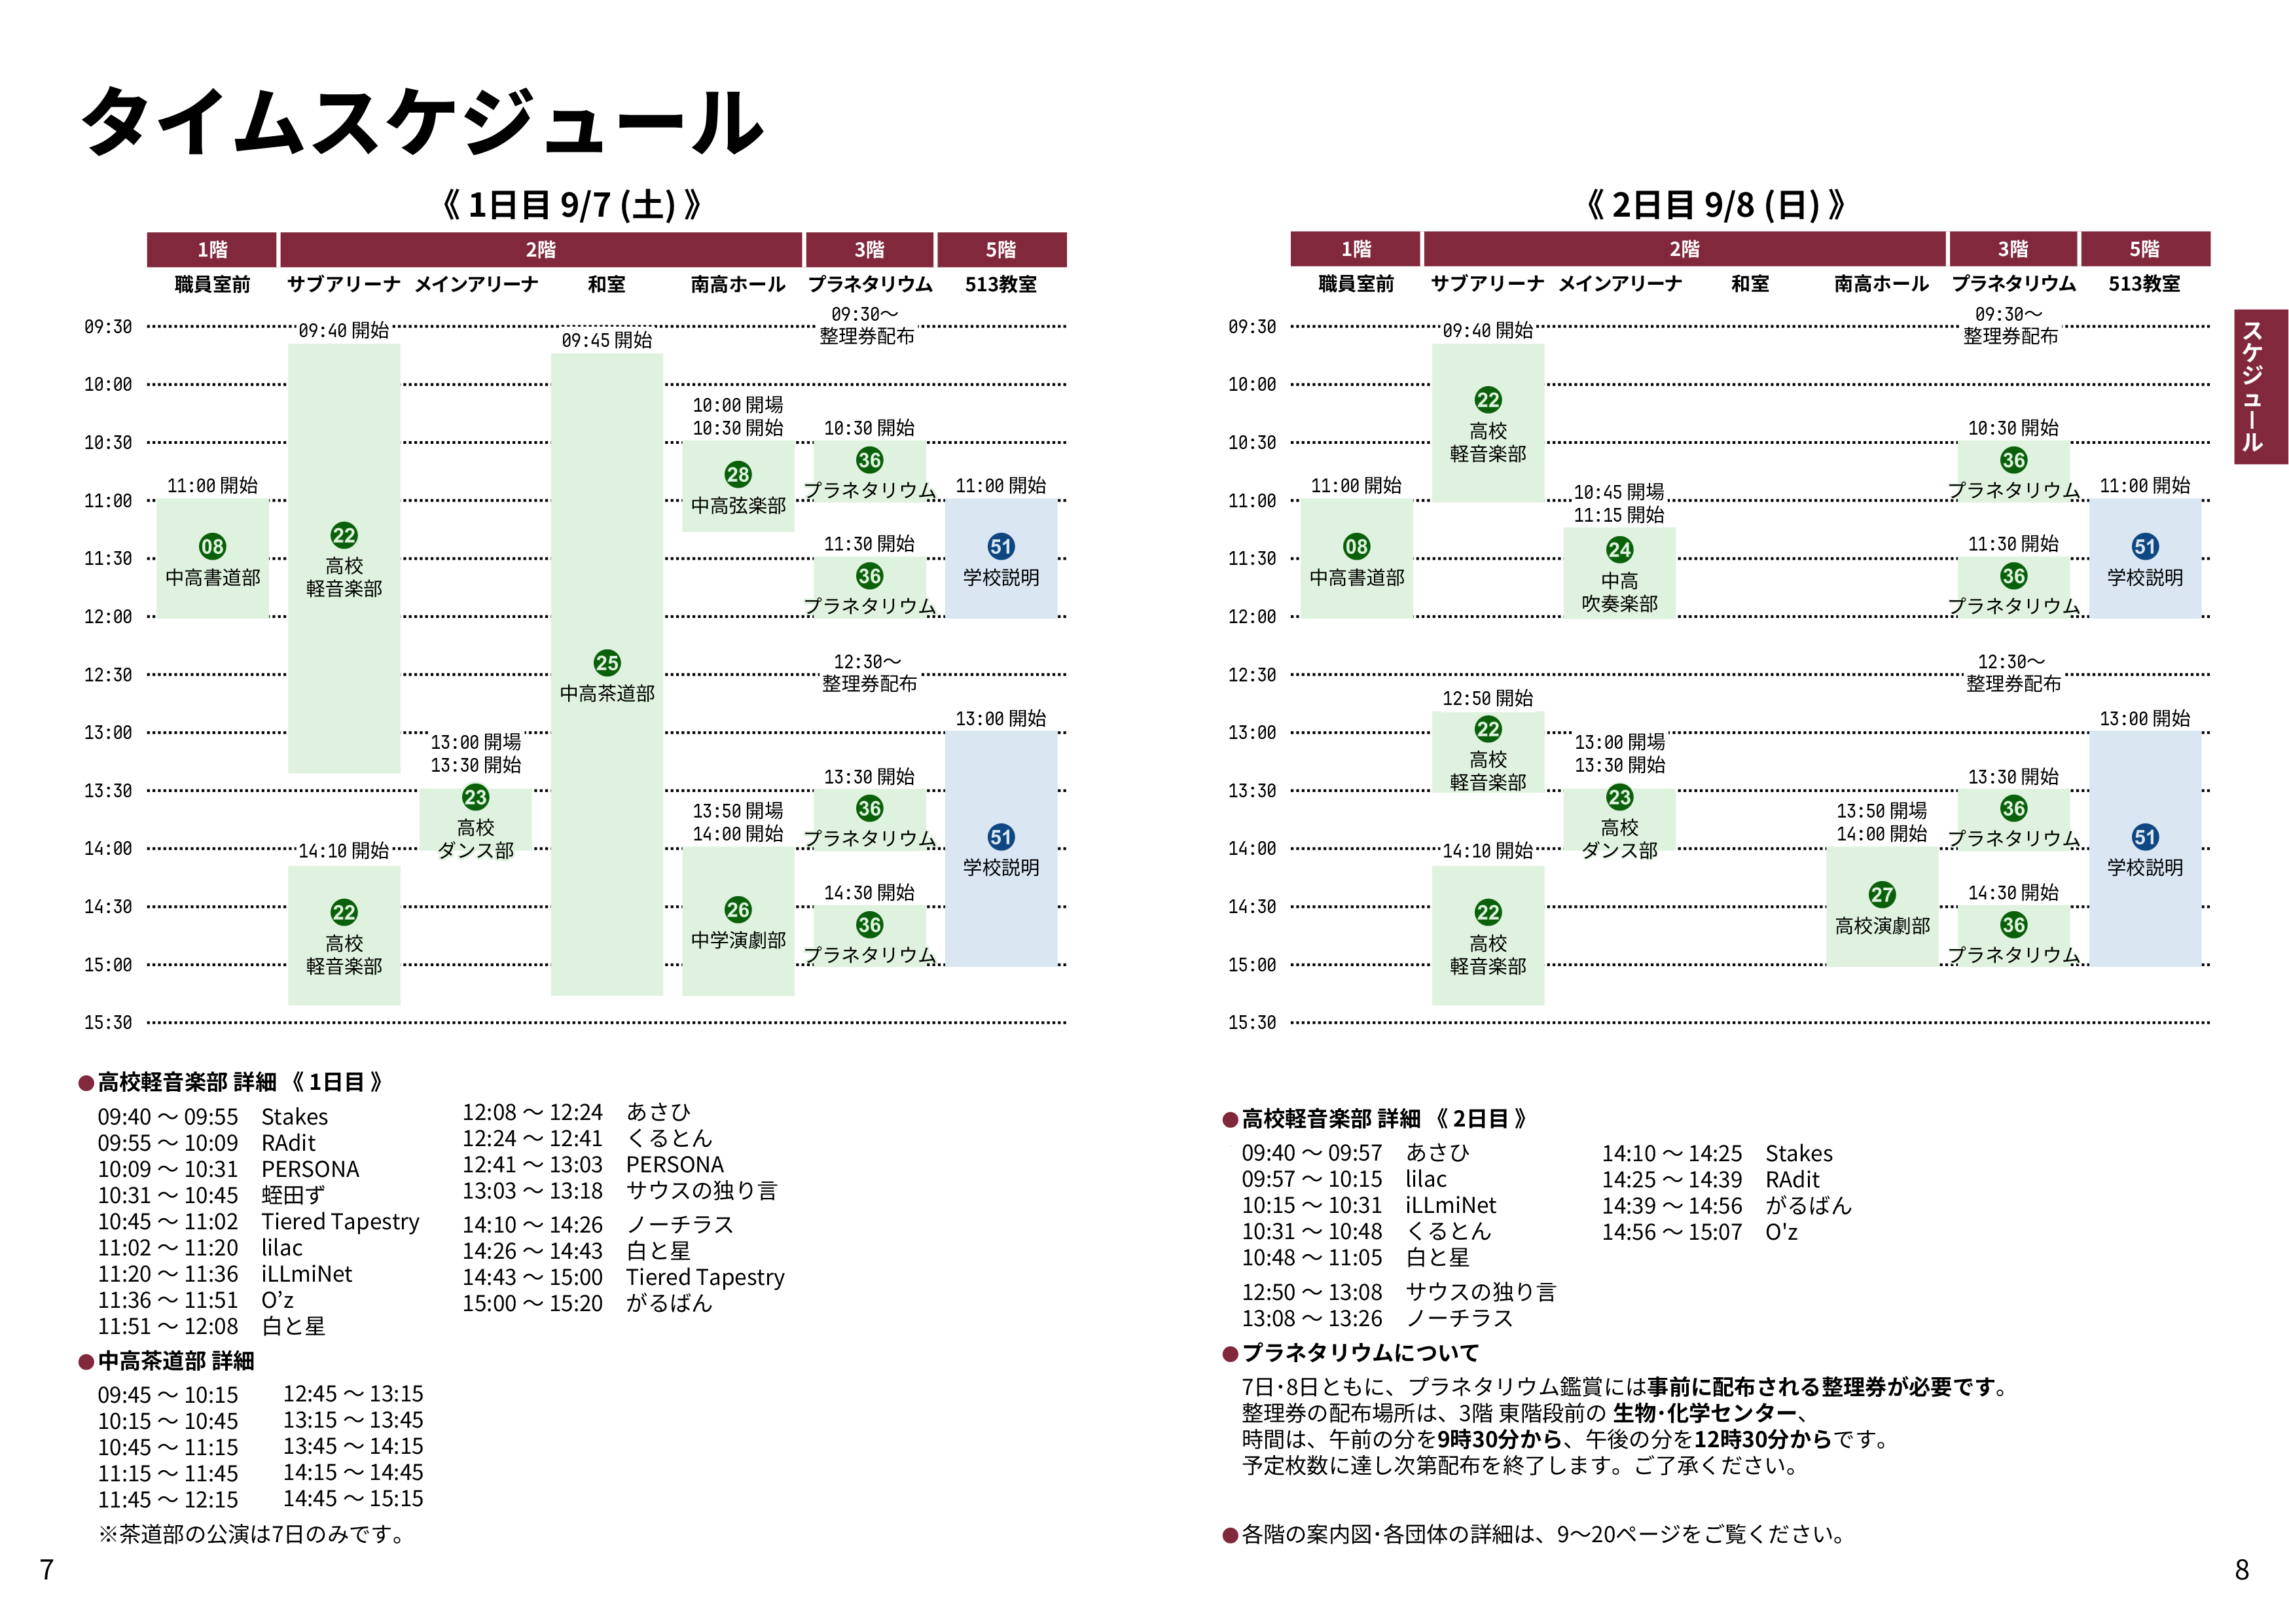 タイムスケジュール
《 1日目 9/7 (土) 》
1階 2階 3階 5階
職員室前 サブアリーナ メインアリーナ 和室 南高ホール プラネタリウム 513教室
09:30
10:00
10:30
11:00
11:30
12:00
12:30
13:00
13:30
14:00
14:30
15:00
15:30
11:00 開始
08
中高書道部
09:40 開始
22
高校
軽音楽部
14:10 開始
22
高校
軽音楽部
13:00 開場
13:30 開始
23
高校
ダンス部
09:45 開始
25
中高茶道部
10:00 開場
10:30 開始
28
中高弦楽部
13:50 開場
14:00 開始
26
中学演劇部
09:30～
整理券配布
10:30 開始
36
プラネタリウム
11:30 開始
36
プラネタリウム
12:30～
整理券配布
13:30 開始
36
プラネタリウム
14:30 開始
36
プラネタリウム
11:00 開始
51
学校説明
13:00 開始
51
学校説明
●高校軽音楽部 詳細 《 1日目 》
09:40 ～ 09:55 Stakes
09:55 ～ 10:09 RAdit
10:09 ～ 10:31 PERSONA
10:31 ～ 10:45 蛭田ず
10:45 ～ 11:02 Tiered Tapestry
11:02 ～ 11:20 lilac
11:20 ～ 11:36 iLLmiNet
11:36 ～ 11:51 O’z
11:51 ～ 12:08 白と星
12:08 ～ 12:24 あさひ
12:24 ～ 12:41 くるとん
12:41 ～ 13:03 PERSONA
13:03 ～ 13:18 サウスの独り言
14:10 ～ 14:26 ノーチラス
14:26 ～ 14:43 白と星
14:43 ～ 15:00 Tiered Tapestry
15:00 ～ 15:20 がるばん
●中高茶道部 詳細
09:45 ～ 10:15
10:15 ～ 10:45
10:45 ～ 11:15
11:15 ～ 11:45
11:45 ～ 12:15
12:45 ～ 13:15
13:15 ～ 13:45
13:45 ～ 14:15
14:15 ～ 14:45
14:45 ～ 15:15
※茶道部の公演は7日のみです。
7
《 2日目 9/8 (日) 》
1階 2階 3階 5階
職員室前 サブアリーナ メインアリーナ 和室 南高ホール プラネタリウム 513教室
09:30
10:00
10:30
11:00
11:30
12:00
12:30
13:00
13:30
14:00
14:30
15:00
15:30
11:00 開始
08
中高書道部
09:40 開始
22
高校
軽音楽部
12:50 開始
22
高校
軽音楽部
14:10 開始
22
高校
軽音楽部
10:45 開場
11:15 開始
24
中高
吹奏楽部
13:00 開場
13:30 開始
23
高校
ダンス部
13:50 開場
14:00 開始
27
高校演劇部
09:30～
整理券配布
10:30 開始
36
プラネタリウム
11:30 開始
36
プラネタリウム
12:30～
整理券配布
13:30 開始
36
プラネタリウム
14:30 開始
36
プラネタリウム
11:00 開始
51
学校説明
13:00 開始
51
学校説明
スケジュール
●高校軽音楽部 詳細 《 2日目 》
09:40 ～ 09:57 あさひ
09:57 ～ 10:15 lilac
10:15 ～ 10:31 iLLmiNet
10:31 ～ 10:48 くるとん
10:48 ～ 11:05 白と星
12:50 ～ 13:08 サウスの独り言
13:08 ～ 13:26 ノーチラス
14:10 ～ 14:25 Stakes
14:25 ～ 14:39 RAdit
14:39 ～ 14:56 がるばん
14:56 ～ 15:07 O'z
●プラネタリウムについて
7日･8日ともに、プラネタリウム鑑賞には事前に配布される整理券が必要です。
整理券の配布場所は、3階 東階段前の 生物･化学センター、
時間は、午前の分を9時30分から、午後の分を12時30分からです。
予定枚数に達し次第配布を終了します。ご了承ください。
●各階の案内図･各団体の詳細は、9～20ページをご覧ください。
8